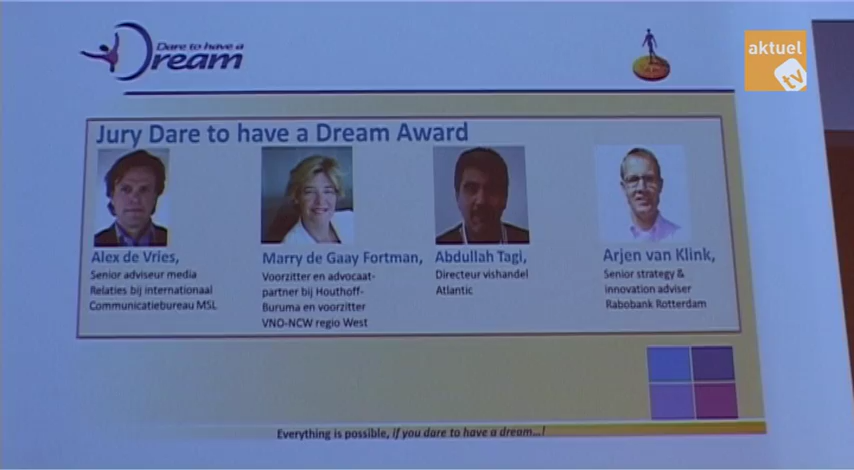 Dare to have a
Dream
aktueltv
Jury Dare to have a Dream Award
Alex de Vries,
Senior adviseur media
Relaties bij internationaal
Communicatiebureau MSL
Marry de Gaay Fortman,
Voorzitter en advocaat-
partner bij Houthoff-
Buruma en voorzitter
VNO-NCW regio West
Abdullah Tagi,
Directeur vishandel
Atlantic
Arjen van Klink,
Senior strategy &
innovation adviser
Rabobank Rotterdam
Everything is possible, if you dare to have a dream...!